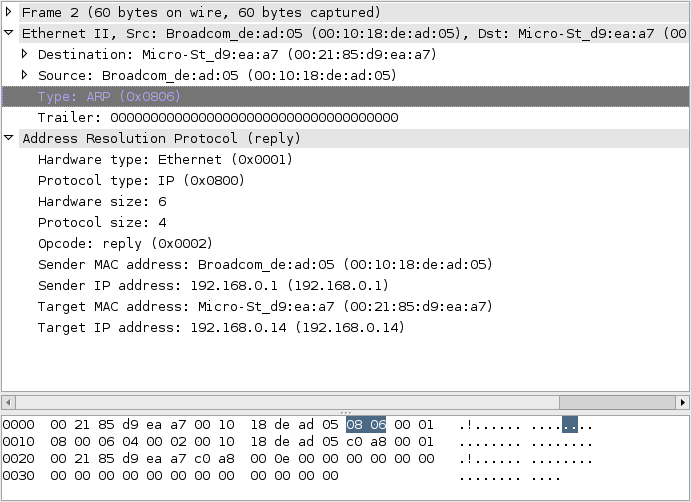 Frame 2 (60 bytes on wire, 60 bytes captured)
Ethernet II, Src: Broadcom_de:ad:05 (00:10:18:de:ad:05), Dst: Micro-St_d9:ea:a7 (00
Destination: Micro-St_d9:ea:a7 (00:21:85:d9:ea:a7)
Source: Broadcom_de:ad:05 (00:10:18:de:ad:05)
Type: ARP (0x0806)
Trailer: 000000000000000000000000000000000000
Address Resolution Protocol (reply)
Hardware type: Ethernet (0x0001)
Protocol type: IP (0x0800)
Hardware size: 6
Protocol size: 4
Opcode: reply (0x0002)
Sender MAC address: Broadcom_de:ad:05 (00:10:18:de:ad:05)
Sender IP address: 192.168.0.1 (192.168.0.1)
Target MAC address: Micro-St_d9:ea:a7 (00:21:85:d9:ea:a7)
Target IP address: 192.168.0.14 (192.168.0.14)
0000  00 21 85 d9 ea a7 00 10  18 de ad 05 08 06 00 01   .!...... ........
0010  08 00 06 04 00 02 00 10  18 de ad 05 c0 a8 00 01   ........ ........
0020  00 21 85 d9 ea a7 c0 a8  00 0e 00 00 00 00 00 00   .!...... ........
0030  00 00 00 00 00 00 00 00  00 00 00 00   ........ ....